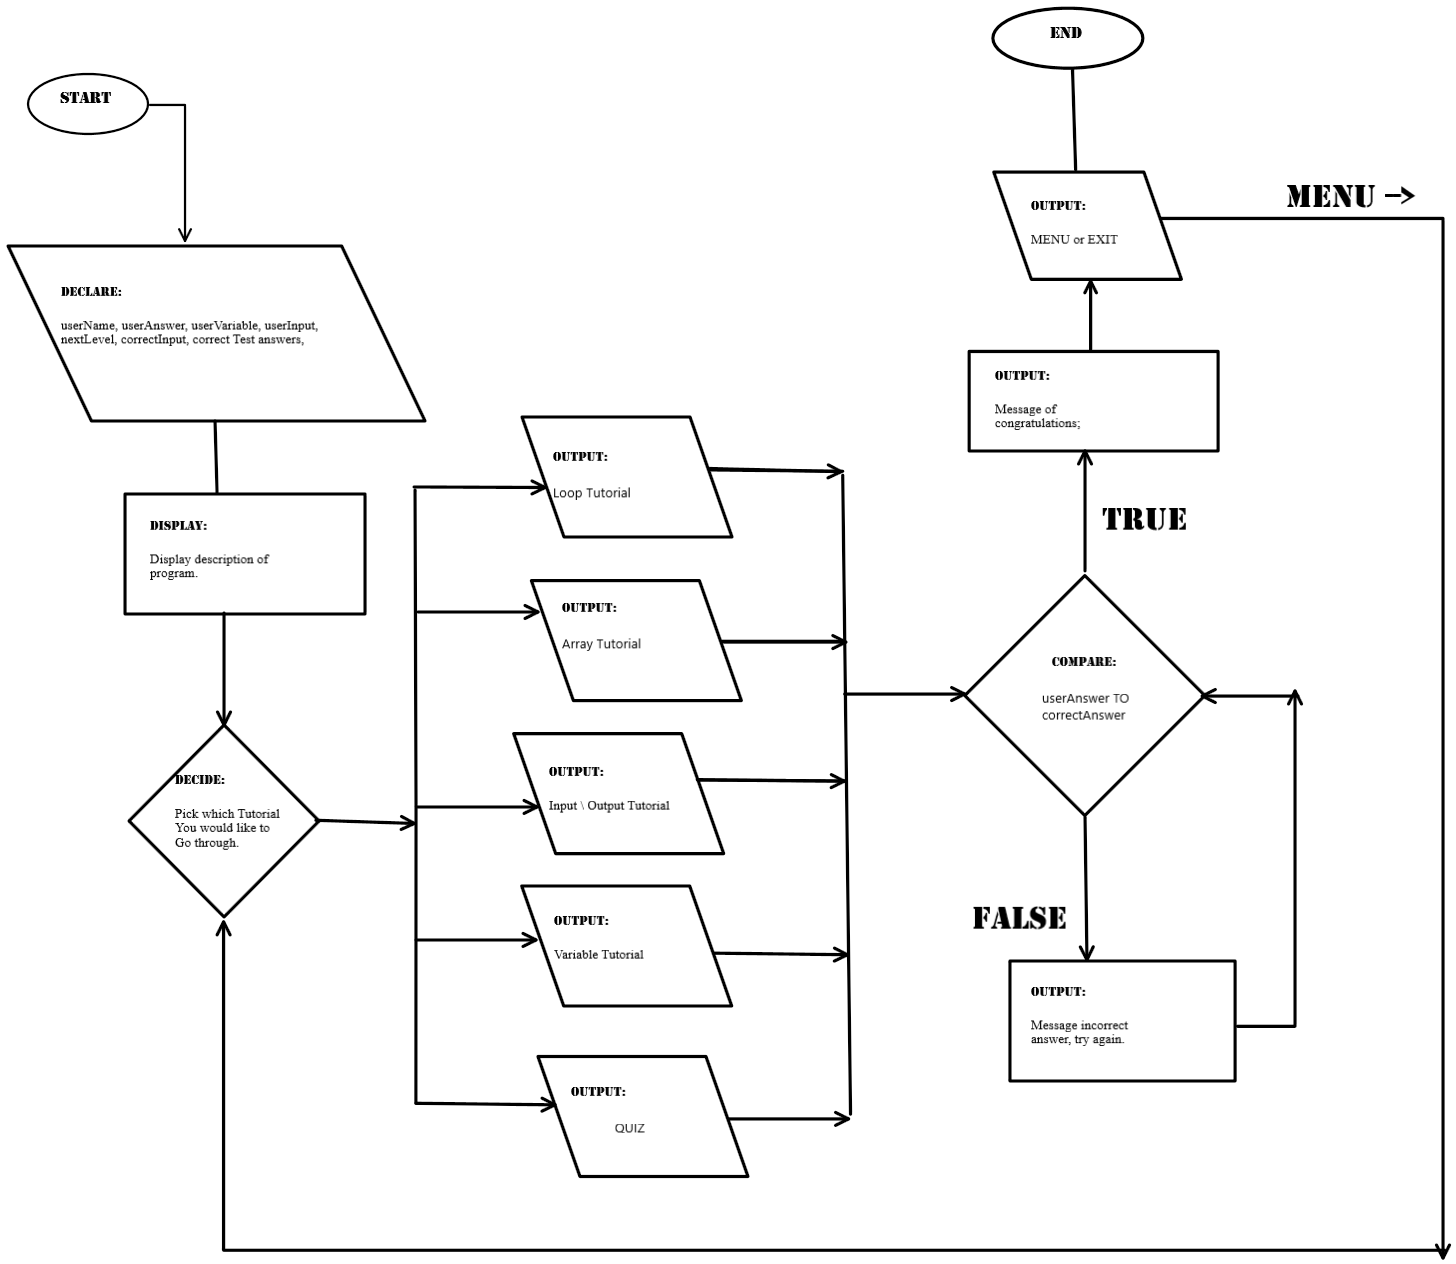 START
DECLARE:
userName, userAnswer, userVariable, userInput,
nextLevel, correctInput, correct Test answers,
DISPLAY:
Display description of
program.
DECIDE:
Pick which Tutorial
You would like to
Go through.
OUTPUT:
Loop Tutorial
OUTPUT:
Array Tutorial
OUTPUT:
Input \ Output Tutorial
OUTPUT:
Variable Tutorial
OUTPUT:
QUIZ
COMPARE:
userAnswer TO
correctAnswer
FALSE
OUTPUT:
Message incorrect
answer, try again.
TRUE
OUTPUT:
Message of
congratulations;
OUTPUT:
MENU or EXIT
MENU →
END